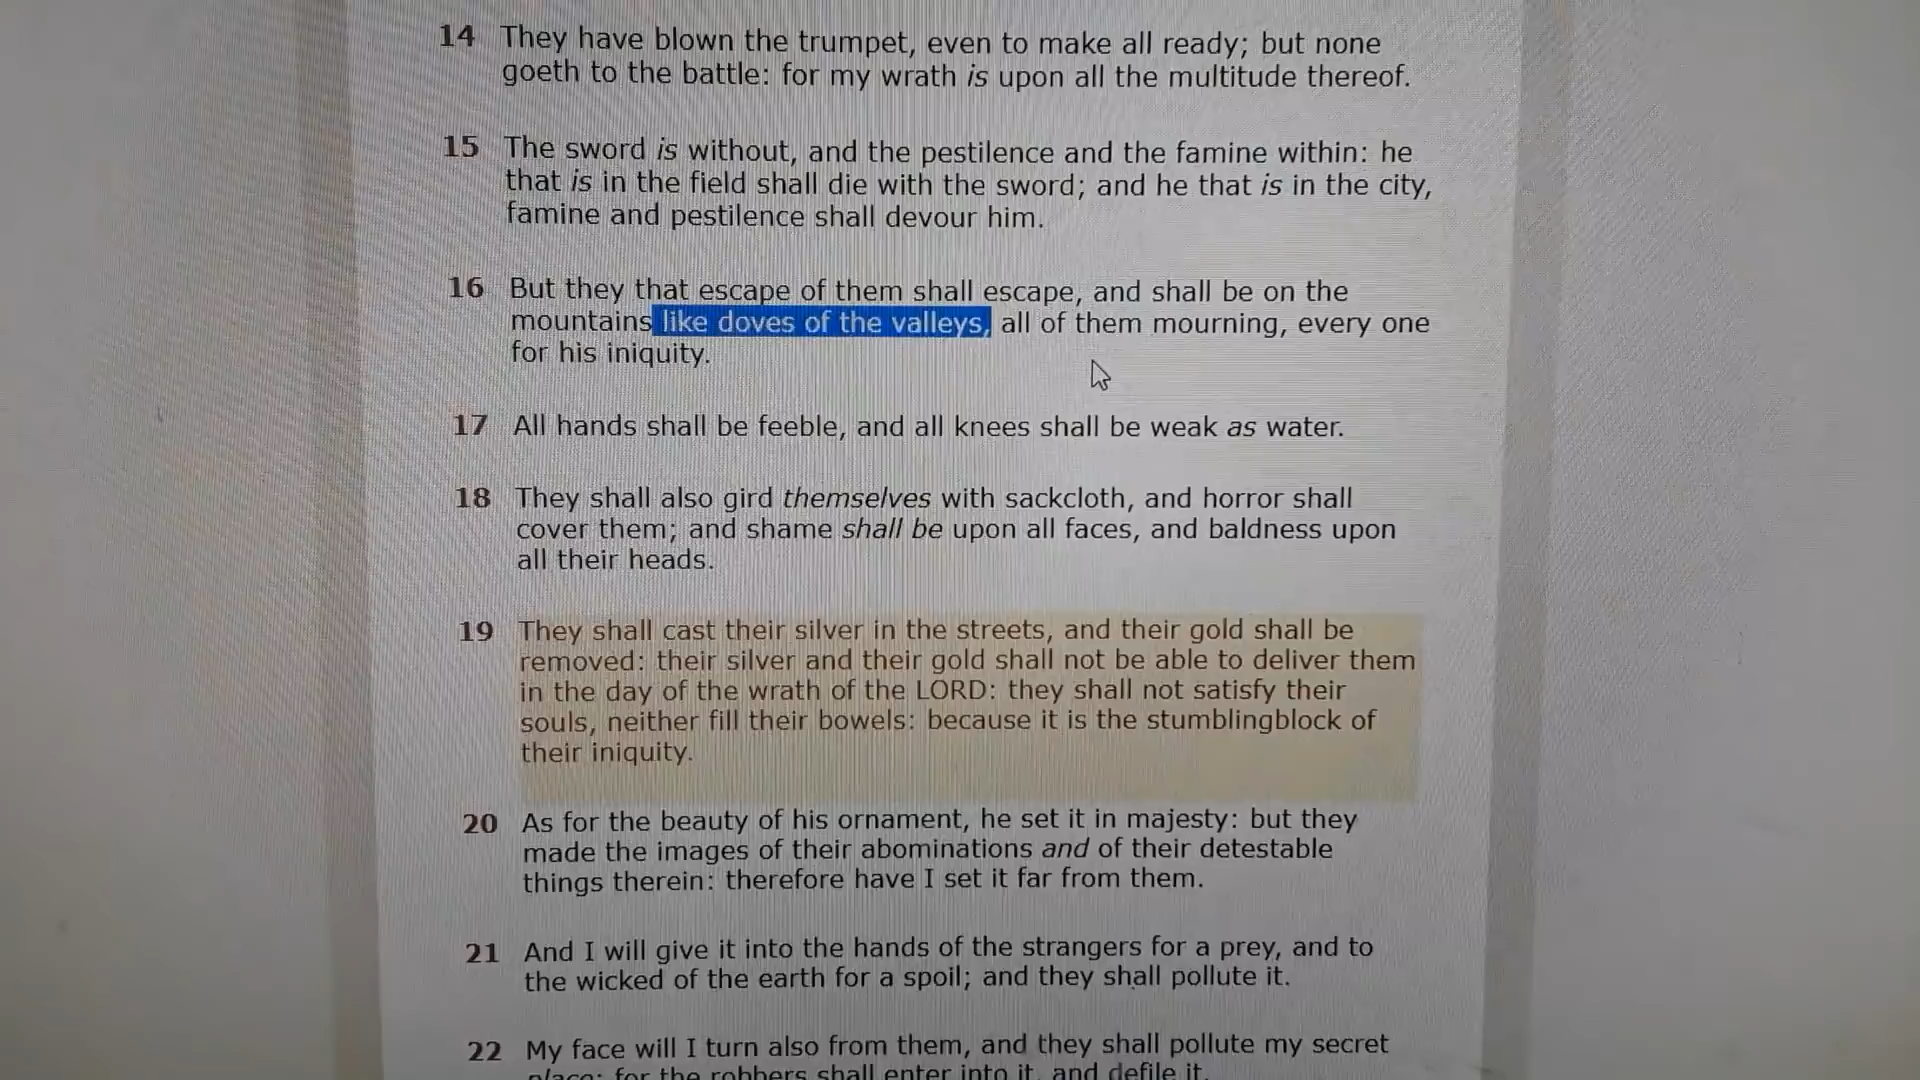 14 They have blown the trumpet, even to make all ready; but none
goeth to the battle: for my wrath is upon all the multitude thereof.
15 The sword is without, and the pestilence and the famine within: he
that is in the field shall die with the sword; and he that is in the city,
famine and pestilence shall devour him.
16 But they that escape of them shall escape, and shall be on the
mountains like doves of the valleys, all of them mourning, every one
for his iniquity.
17 All hands shall be feeble, and all knees shall be weak as water.
18 They shall also gird themselves with sackcloth, and horror shall
cover them; and shame shall be upon all faces, and baldness upon
all their heads.
19 They shall cast their silver in the streets, and their gold shall be
removed: their silver and their gold shall not be able to deliver them
in the day of the wrath of the LORD: they shall not satisfy their
souls, neither fill their bowels: because it is the stumblingblock of
their iniquity.
20 As for the beauty of his ornament, he set it in majesty: but they
made the images of their abominations and of their detestable
things therein: therefore have I set it far from them.
21 And I will give it into the hands of the strangers for a prey, and to
the wicked of the earth for a spoil; and they shall pollute it.
22 My face will I turn also from them, and they shall pollute my secret
place: for the robbers shall enter into it, and defile it.